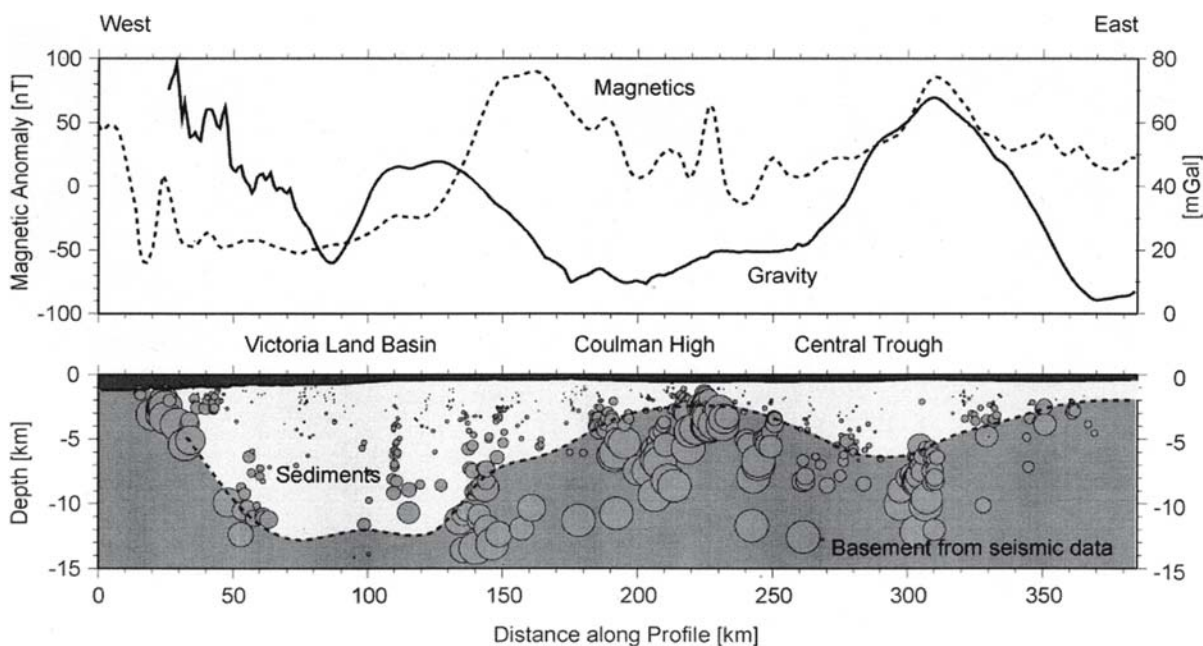 West East
100 80
50 60
0 40
-50 20
-100 0
Magnetic Anomaly [nT]
[mGal]
Magnetics
Gravity
Victoria Land Basin Coulman High Central Trough
0 0
-5 -5
-10 -10
-15 -15
Depth [km]
Depth [km]
Sediments
Basement from seismic data
0 50 100 150 200 250 300 350
Distance along Profile [km]